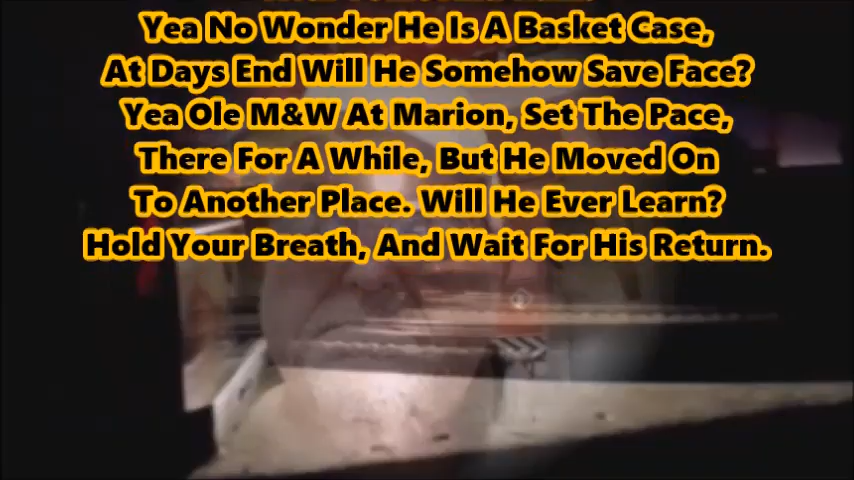 Yea No Wonder He Is A Basket Case,
At Days End Will He Somehow Save Face?
Yea Ole M&W At Marion, Set The Pace,
There For A While, But He Moved On
To Another Place. Will He Ever Learn?
Hold Your Breath, And Wait For His Return.